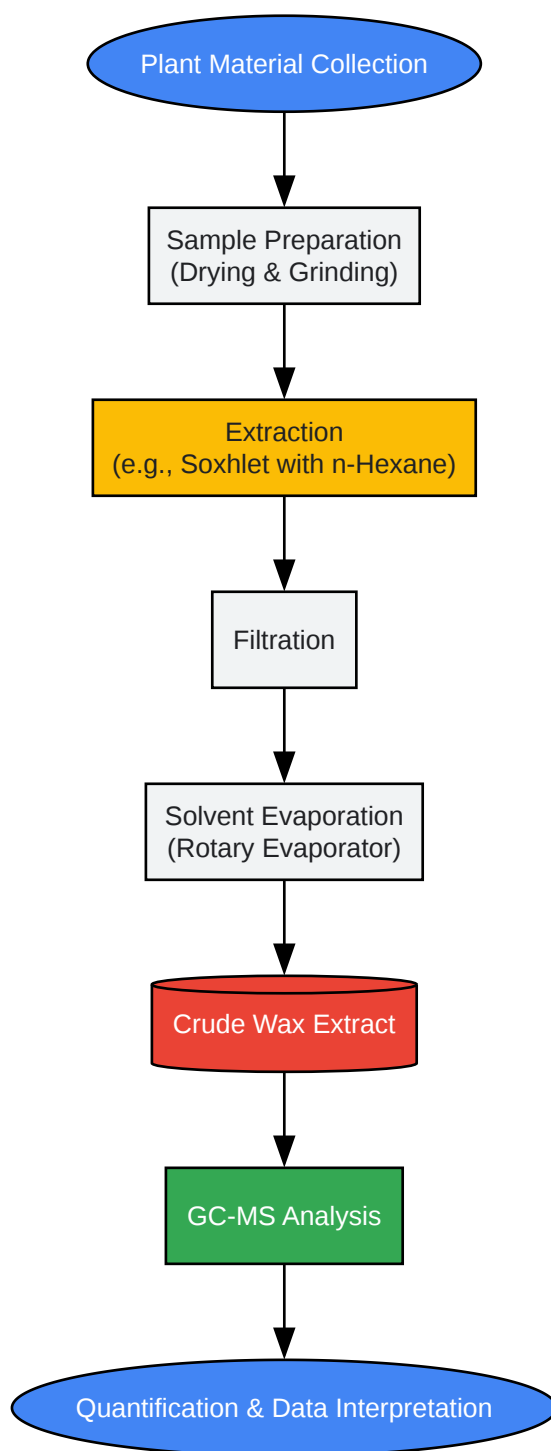 Plant Material Collection
Sample Preparation
(Drying & Grinding)
Extraction
(e.g., Soxhlet with n-Hexane)
Filtration
Solvent Evaporation
(Rotary Evaporator)
Crude Wax Extract
GC-MS Analysis
Quantification & Data Interpretation